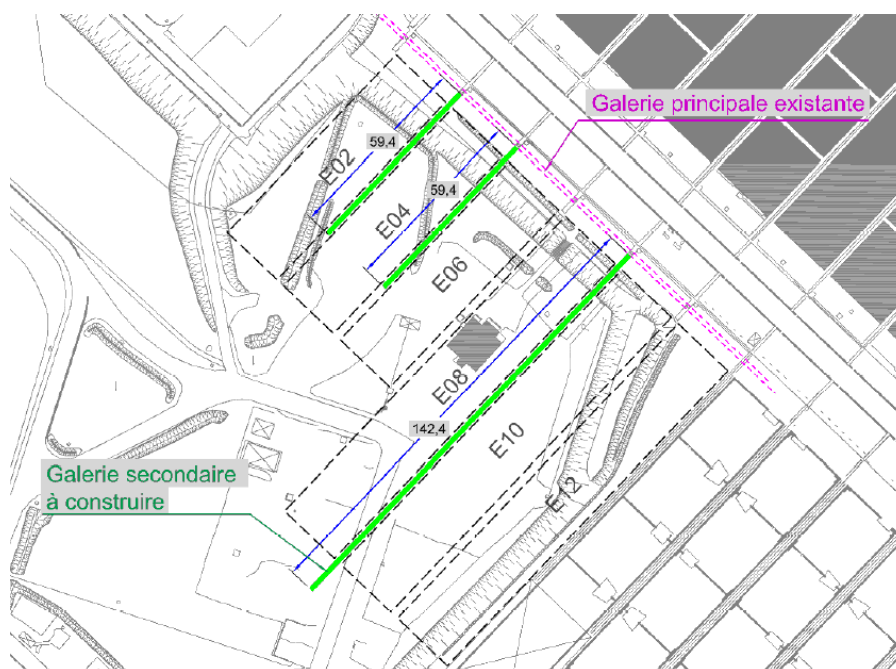 Galerie principale existante
59,4
E02
59,4
E04
E06
E08
142,4
E10
Galerie secondaire
à construire
E12